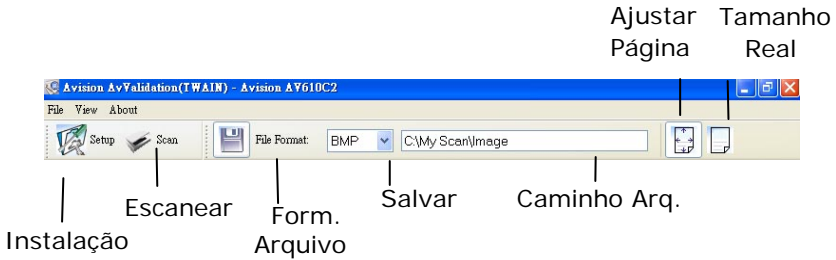 Ajustar Página
Tamanho Real
Avision AvValidation(TWAIN) - Avision AV610C2
File View About
Setup Scan File Format: BMP C:\My Scan\Image
Instalação
Escanear
Form. Arquivo
Salvar
Caminho Arq.